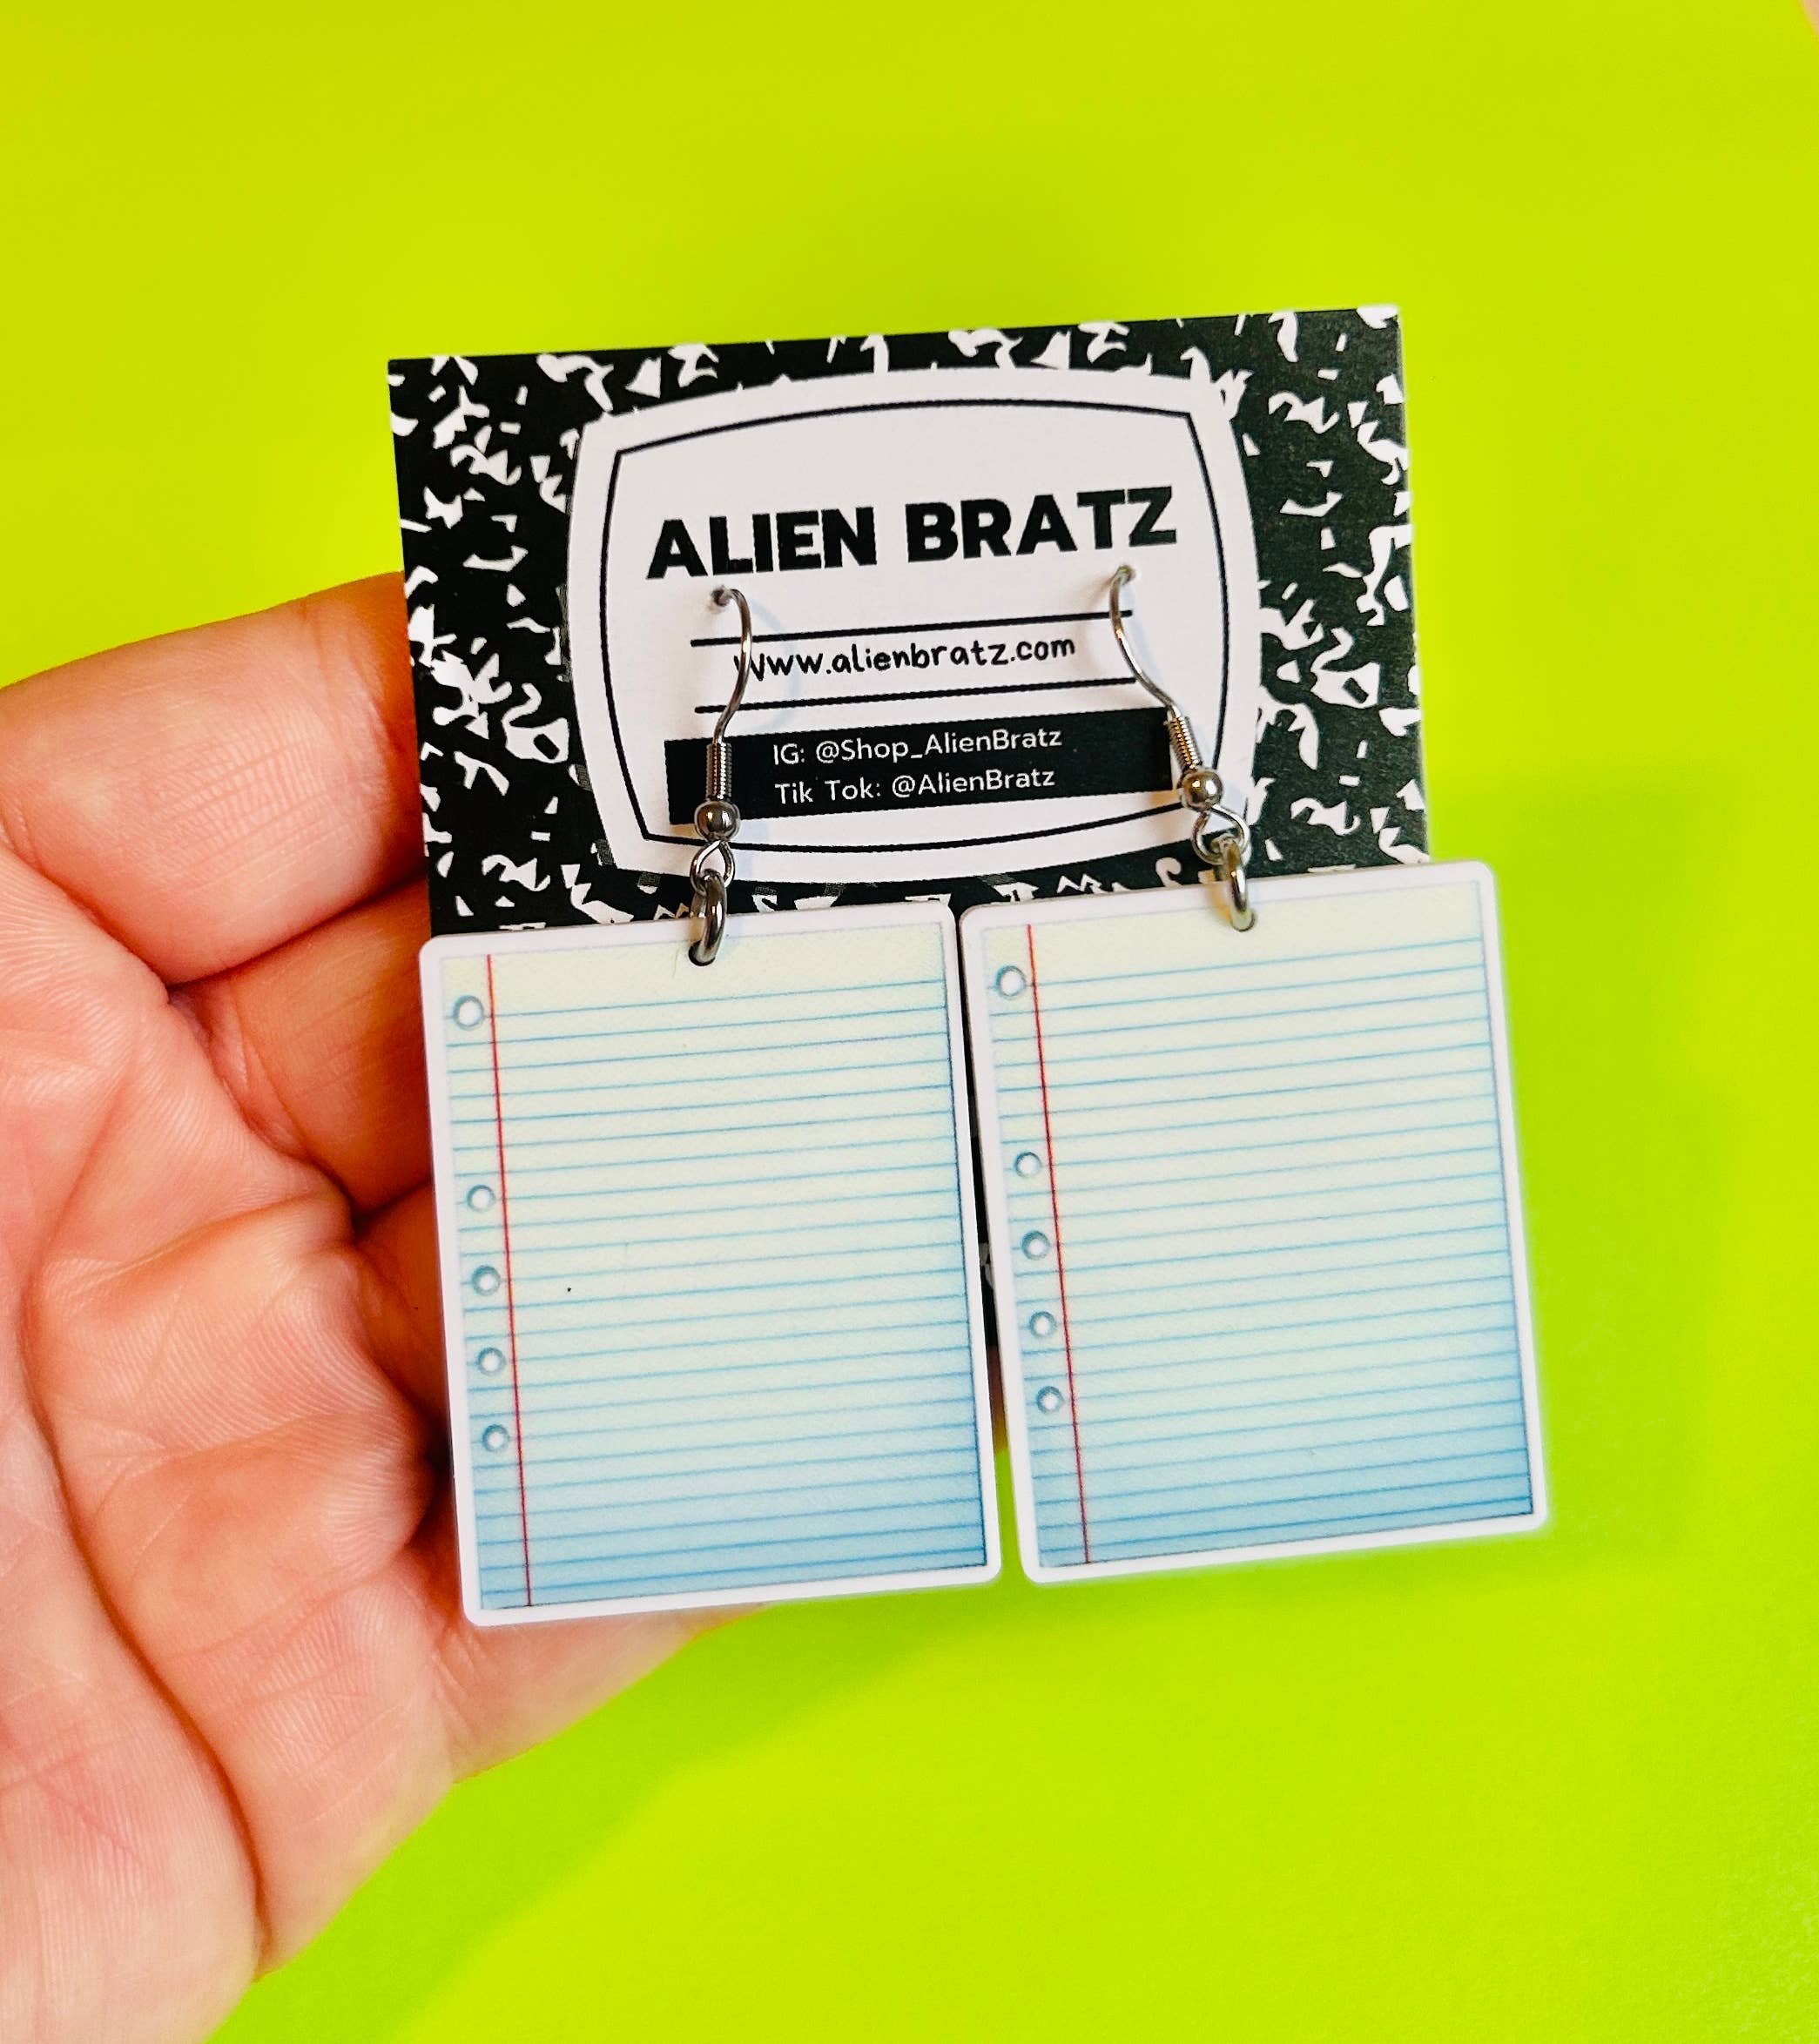 ALIEN BRATZ
www.alienbratz.com
IG: @Shop_AlienBratz
Tik Tok: @AlienBratz